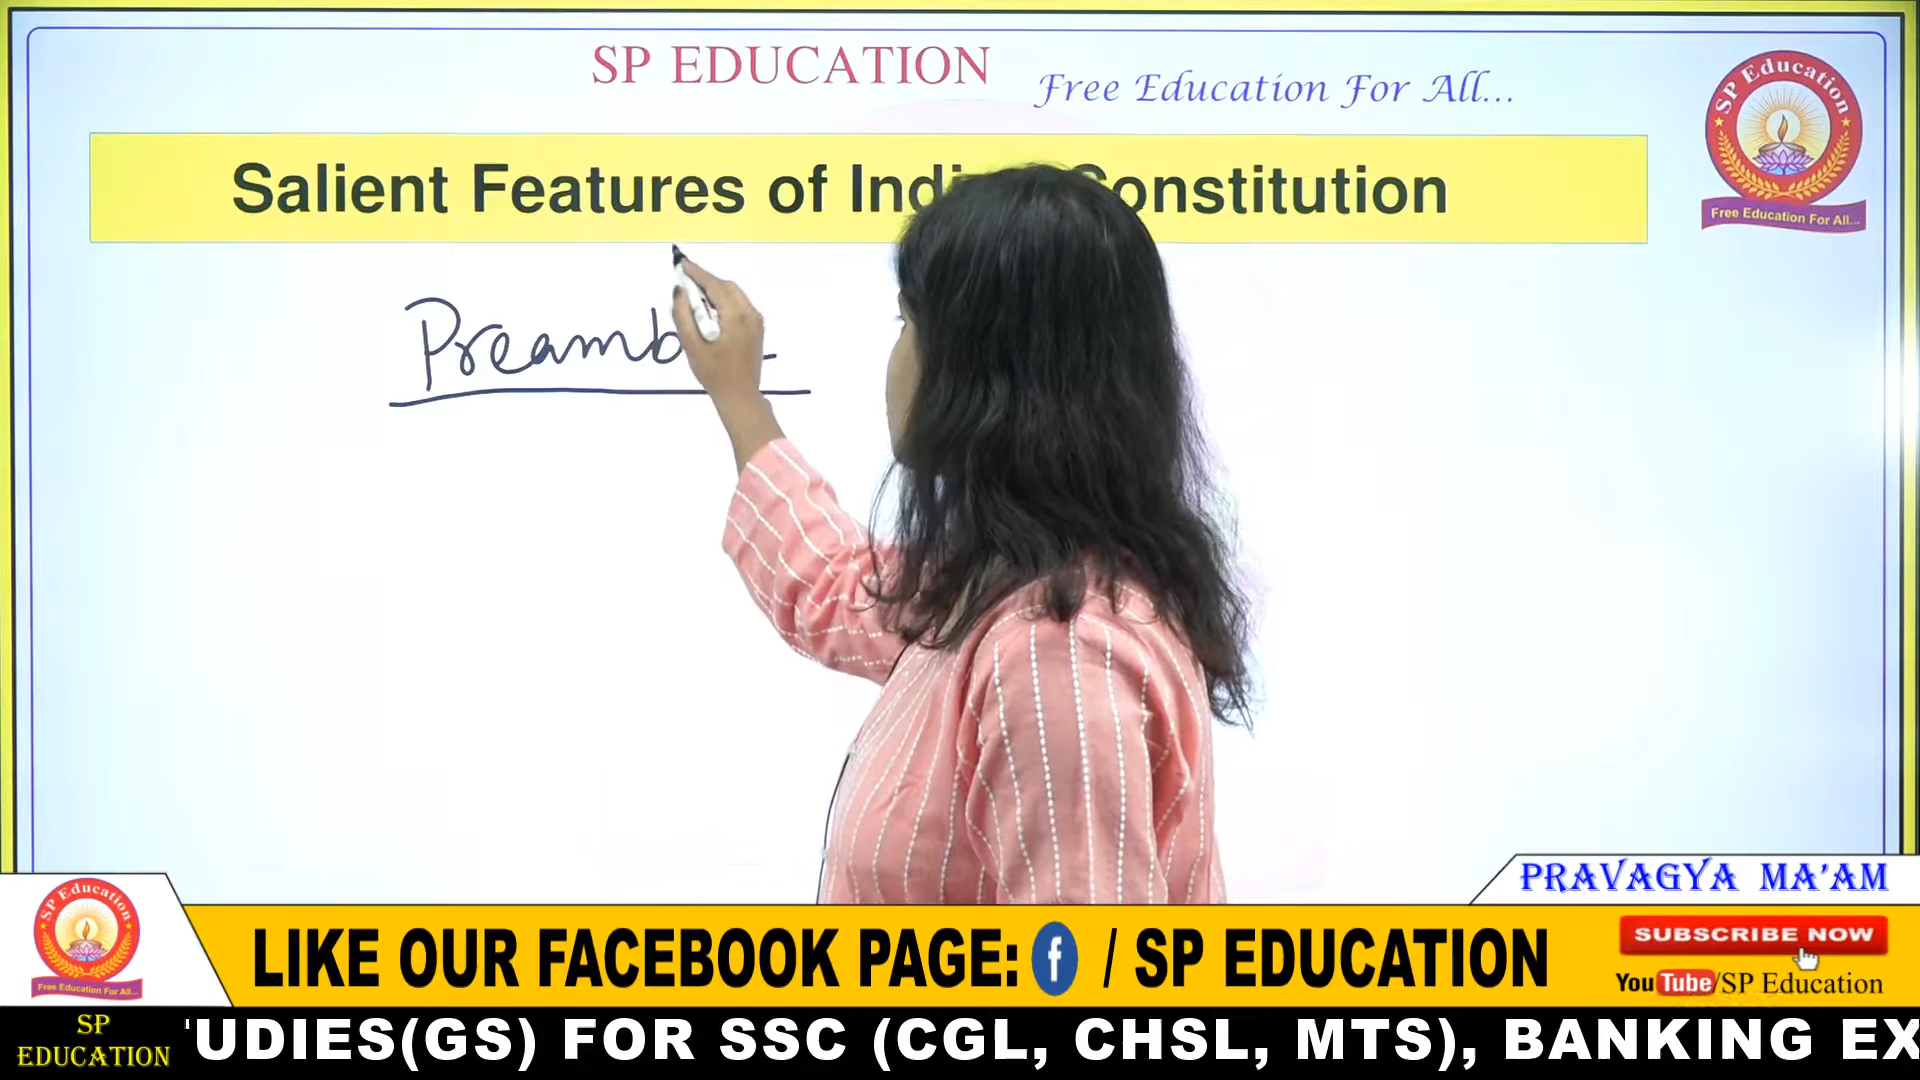 SP EDUCATION Free Education For All...
SP Education
Free Education For All...
Salient Features of Indi Constitution
Preamb
PRAVAGYA MA'AM
SP Education
Free Education For All...
LIKE OUR FACEBOOK PAGE: f / SP EDUCATION
SUBSCRIBE NOW
YouTube/SP Education
SP EDUCATION
UDIES(GS) FOR SSC (CGL, CHSL, MTS), BANKING EX